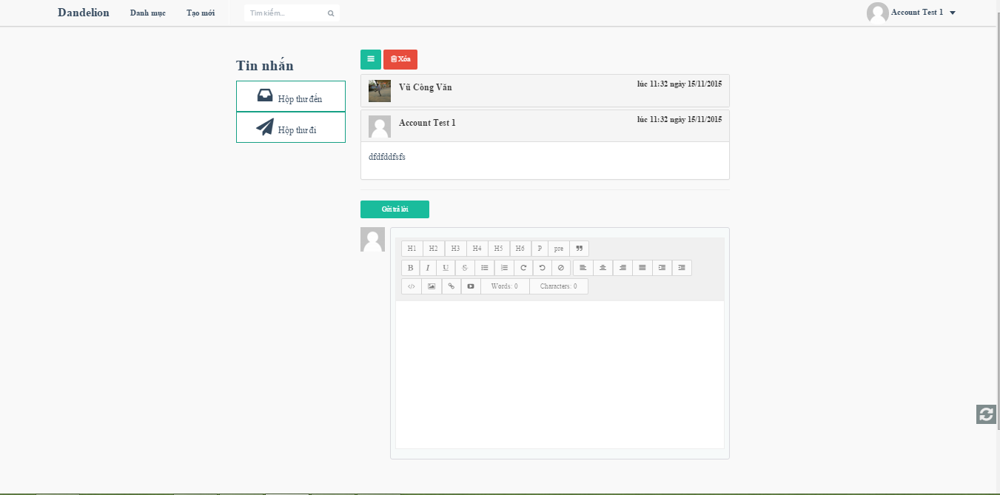 Dandelion Danh mục Tạo mới Tìm kiếm... Account Test 1
Tin nhắn
Hộp thư đến
Hộp thư đi
Xóa
Vũ Công Văn lúc 11:32 ngày 15/11/2015
Account Test 1 lúc 11:32 ngày 15/11/2015
dfdfddfsfs
Gửi trả lời
H1 H2 H3 H4 H5 H6 P pre
B I U S
Words: 0 Characters: 0